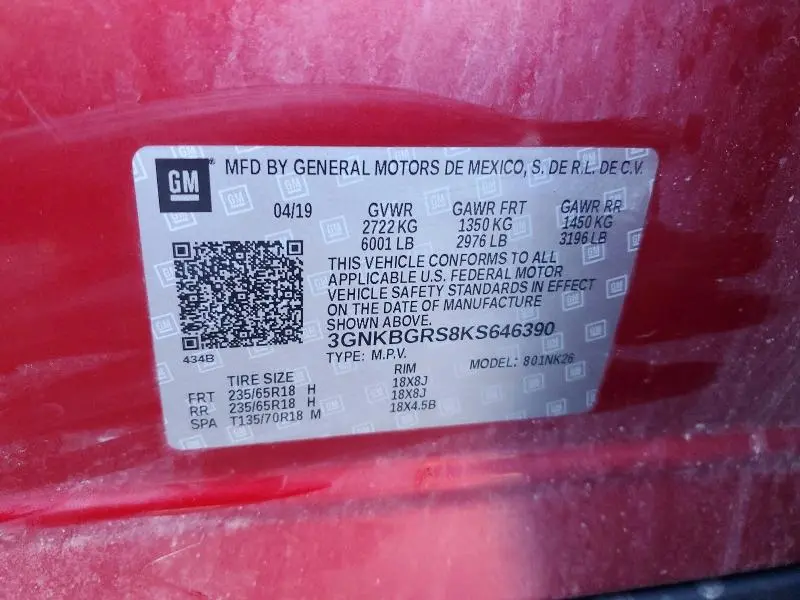 GM MFD BY GENERAL MOTORS DE MEXICO, S. DE R.L. DE C.V.
04/19 GVWR GAWR FRT GAWR RR
2722 KG 1350 KG 1450 KG
6001 LB 2976 LB 3196 LB
THIS VEHICLE CONFORMS TO ALL
APPLICABLE U.S. FEDERAL MOTOR
VEHICLE SAFETY STANDARDS IN EFFECT
ON THE DATE OF MANUFACTURE
SHOWN ABOVE.
3GNKBGRS8KS646390
434B
TYPE: M.P.V. MODEL: 801NK26
TIRE SIZE RIM
FRT 235/65R18 H 18X8J
RR 235/65R18 H 18X8J
SPA T135/70R18 M 18X4.5B